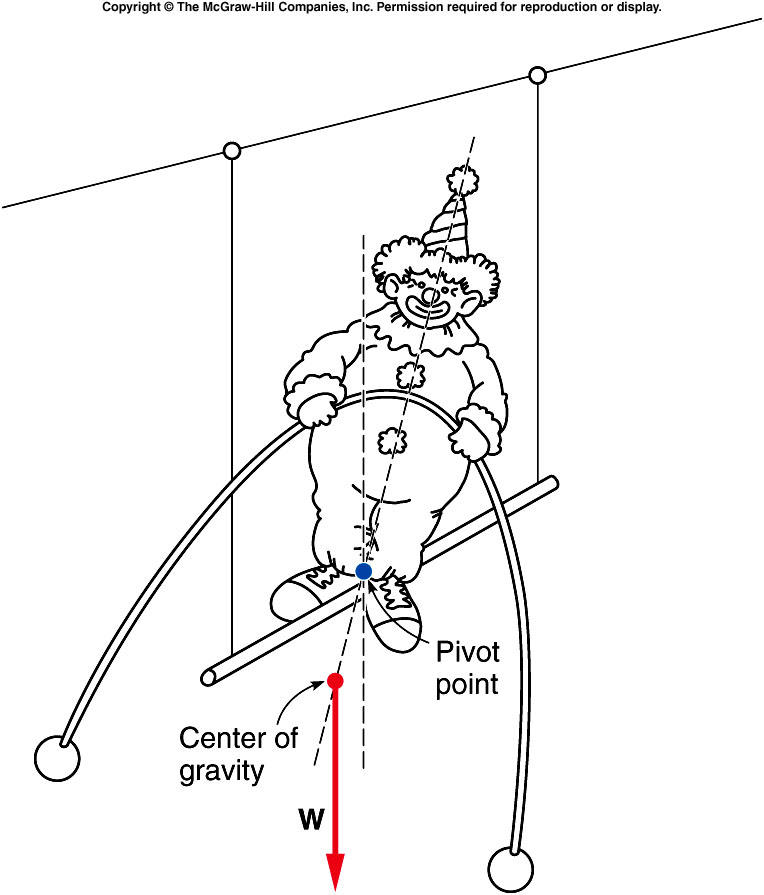 Copyright © The McGraw-Hill Companies, Inc. Permission required for reproduction or display.
Pivot
point
Center of
gravity
W